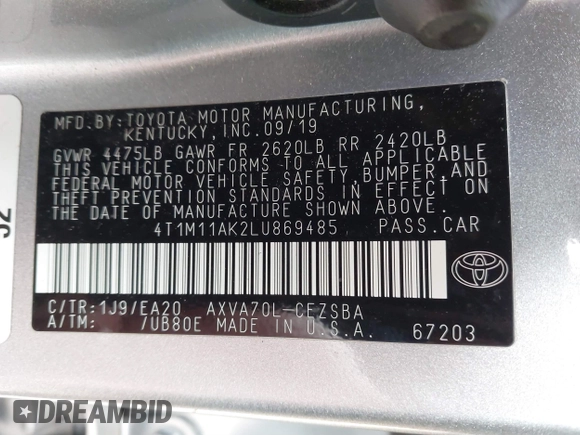 MFD.BY:TOYOTA MOTOR MANUFACTURING,
KENTUCKY, INC.09/19
GVWR 4475LB GAWR FR 2620LB RR 2420LB
THIS VEHICLE CONFORMS TO ALL APPLICABLE
FEDERAL MOTOR VEHICLE SAFETY, BUMPER,AND
THEFT PREVENTION STANDARDS IN EFFECT ON
THE DATE OF MANUFACTURE SHOWN ABOVE.
4T1M11AK2LU869485 PASS.CAR
C/TR:1J9/EA20 AXVA70L-CEZSBA
A/TM: /UB80E MADE IN U.S.A. 67203
DREAMBID